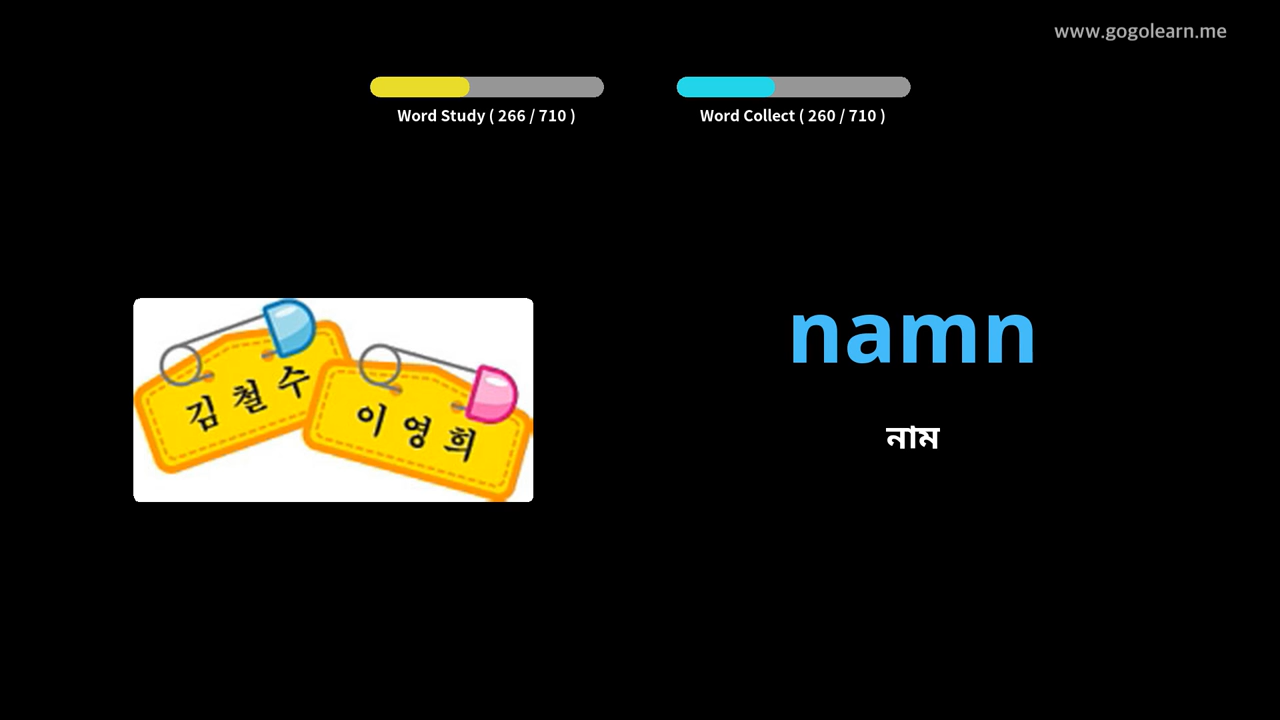 www.gogolearn.me
Word Study ( 266 / 710 )
Word Collect ( 260 / 710 )
김철수
이영희
namn
নাম